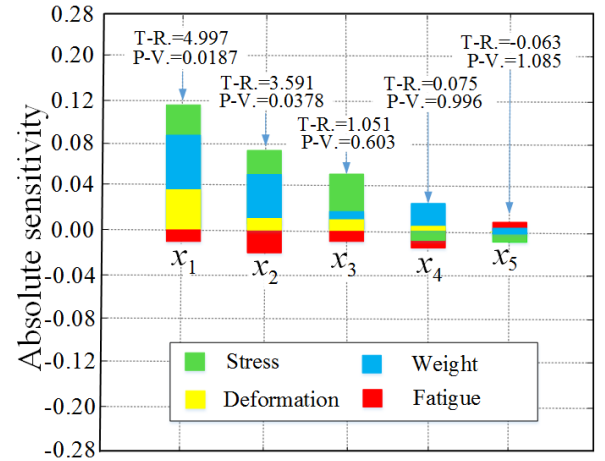 0.28
0.20
0.12
0.08
0.04
0.00
-0.04
-0.08
-0.12
-0.20
-0.28
Absolute sensitivity
T-R.=4.997
P-V.=0.0187
T-R.=3.591
P-V.=0.0378
T-R.=1.051
P-V.=0.603
T-R.=0.075
P-V.=0.996
T-R.=-0.063
P-V.=1.085
x1
x2
x3
x4
x5
Stress
Weight
Deformation
Fatigue